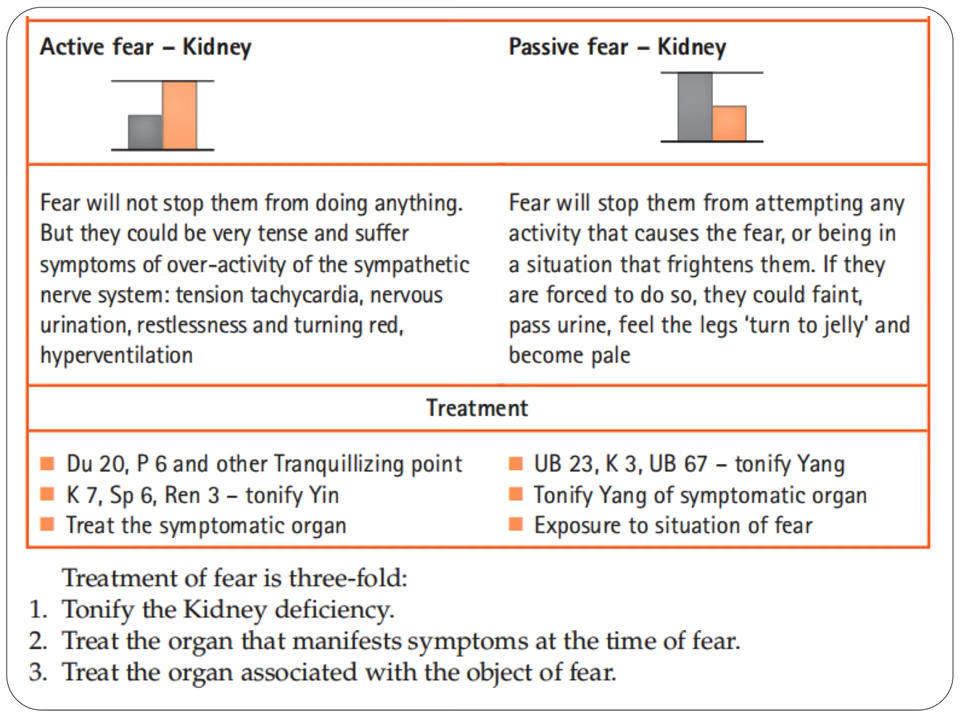 Active fear – Kidney
Fear will not stop them from doing anything.
But they could be very tense and suffer
symptoms of over-activity of the sympathetic
nerve system: tension tachycardia, nervous
urination, restlessness and turning red,
hyperventilation
Passive fear – Kidney
Fear will stop them from attempting any
activity that causes the fear, or being in
a situation that frightens them. If they
are forced to do so, they could faint,
pass urine, feel the legs ‘turn to jelly’ and
become pale
Treatment
■ Du 20, P 6 and other Tranquillizing point
■ K 7, Sp 6, Ren 3 – tonify Yin
■ Treat the symptomatic organ
■ UB 23, K 3, UB 67 – tonify Yang
■ Tonify Yang of symptomatic organ
■ Exposure to situation of fear
Treatment of fear is three-fold:
1. Tonify the Kidney deficiency.
2. Treat the organ that manifests symptoms at the time of fear.
3. Treat the organ associated with the object of fear.